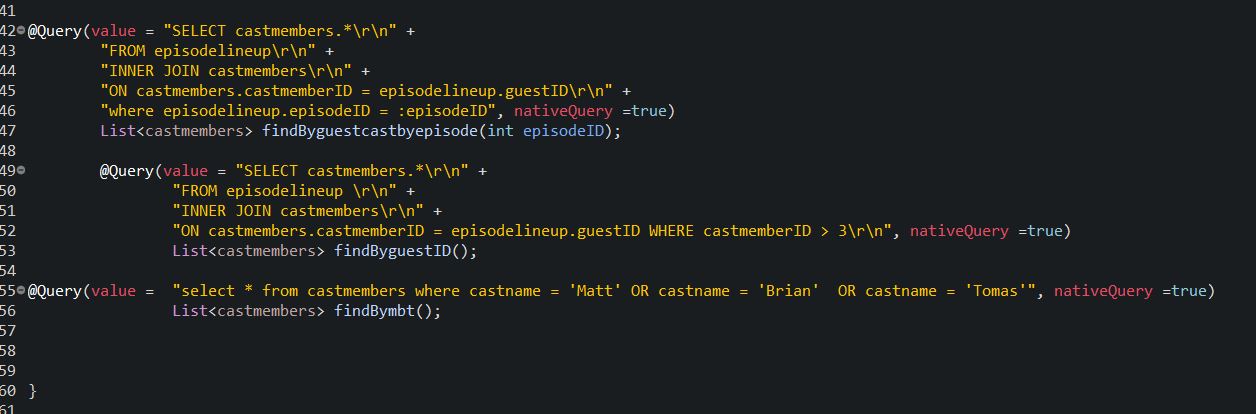 41
42 @Query(value = "SELECT castmembers.*\r\n" +
43 "FROM episodelineup\r\n" +
44 "INNER JOIN castmembers\r\n" +
45 "ON castmembers.castmemberID = episodelineup.guestID\r\n" +
46 "where episodelineup.episodeID = :episodeID", nativeQuery =true)
47 List<castmembers> findByguestcastbyepisode(int episodeID);
48
49 @Query(value = "SELECT castmembers.*\r\n" +
50 "FROM episodelineup \r\n" +
51 "INNER JOIN castmembers\r\n" +
52 "ON castmembers.castmemberID = episodelineup.guestID WHERE castmemberID > 3\r\n", nativeQuery =true)
53 List<castmembers> findByguestID();
54
55 @Query(value =  "select * from castmembers where castname = 'Matt' OR castname = 'Brian'  OR castname = 'Tomas'", nativeQuery =true)
56 List<castmembers> findBymbt();
57
58
59
60 }
61